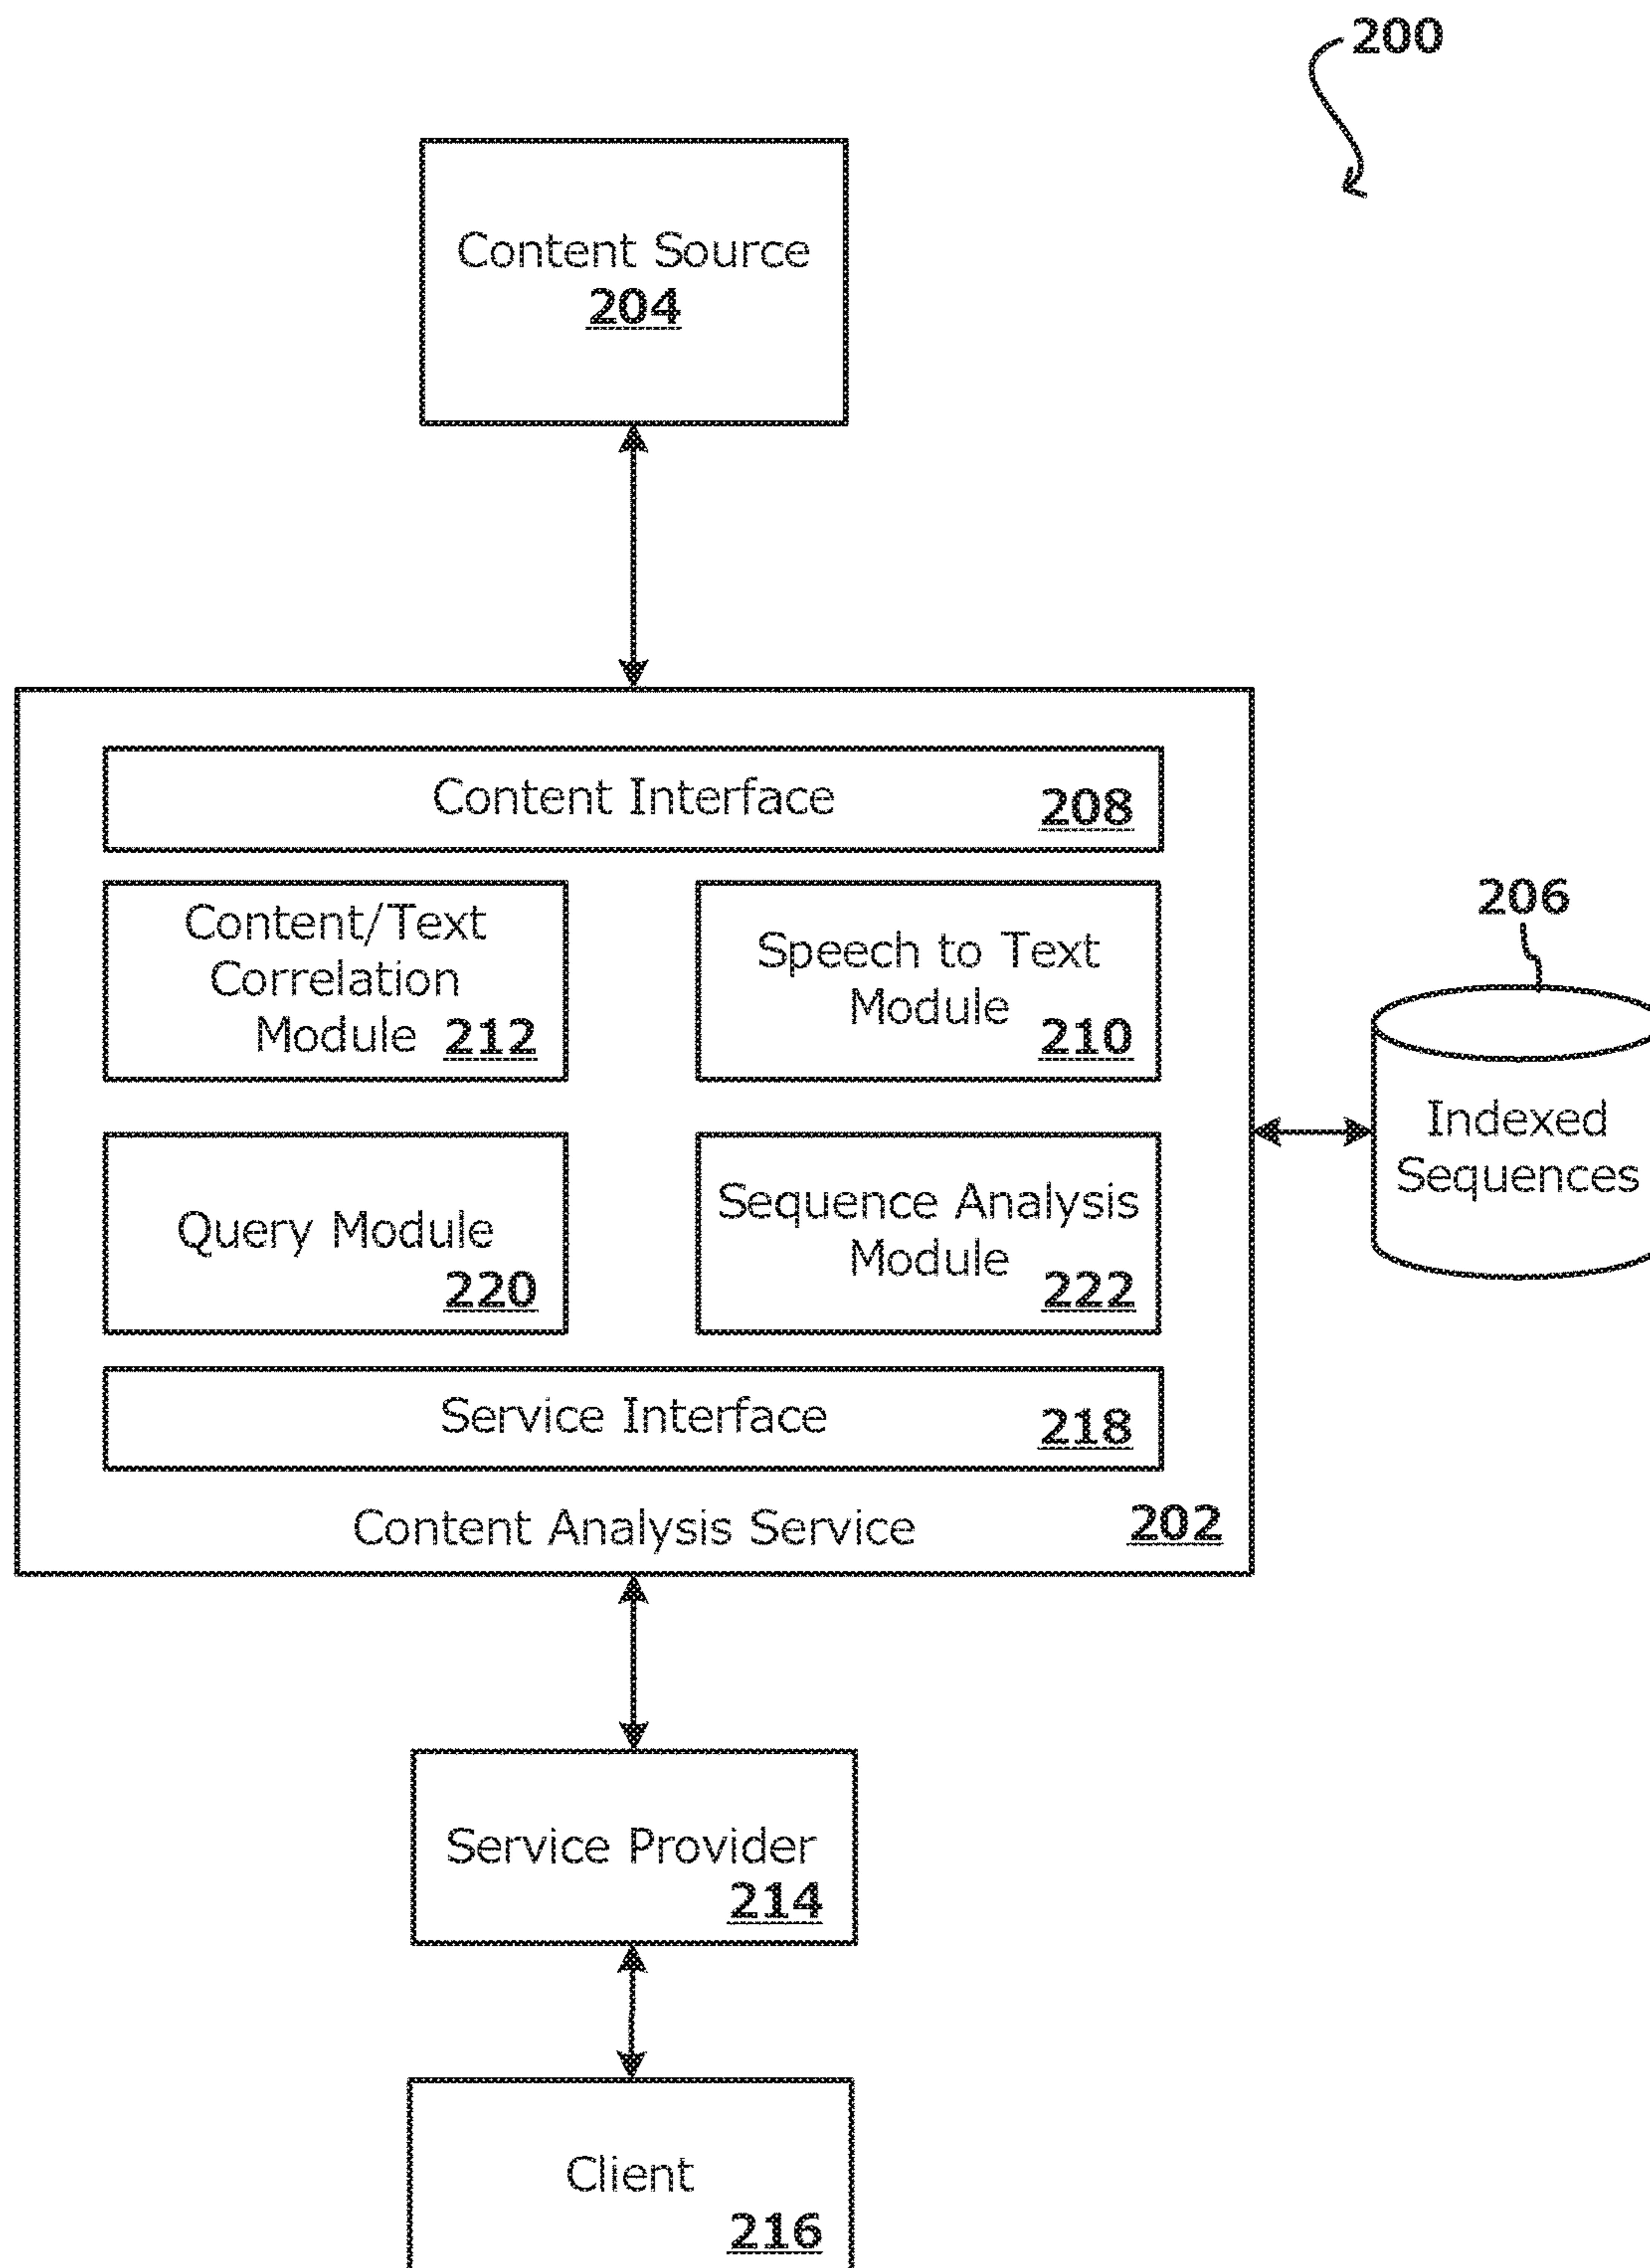 200
Content Source
204
Content Interface
208
Content/Text
Correlation
Module 212
Speech to Text
Module
210
206
Indexed
Sequences
Query Module
220
Sequence Analysis
Module
222
Service Interface
218
Content Analysis Service
202
Service Provider
214
Client
216